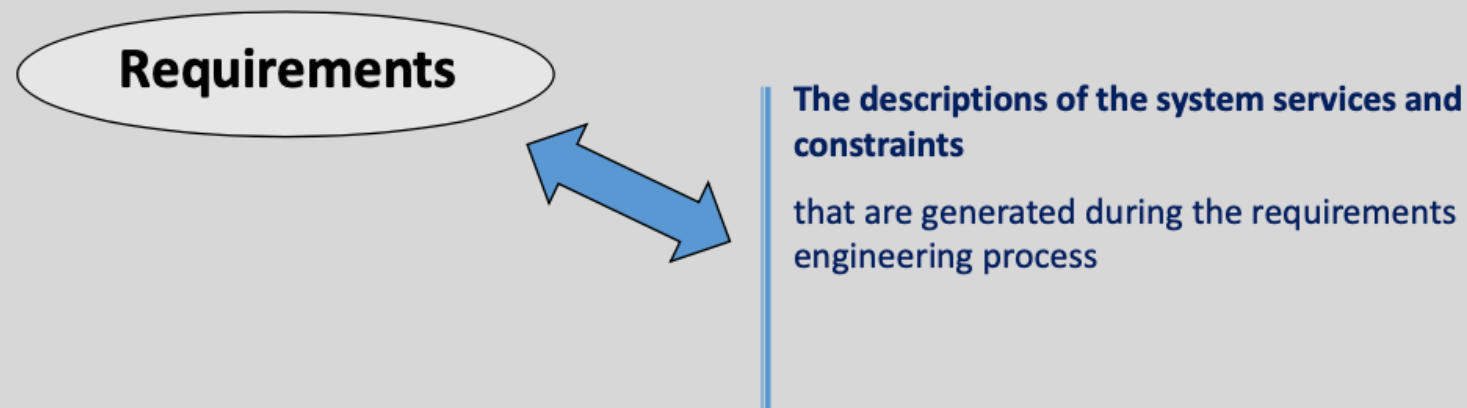 Requirements
The descriptions of the system services and
constraints
that are generated during the requirements
engineering process